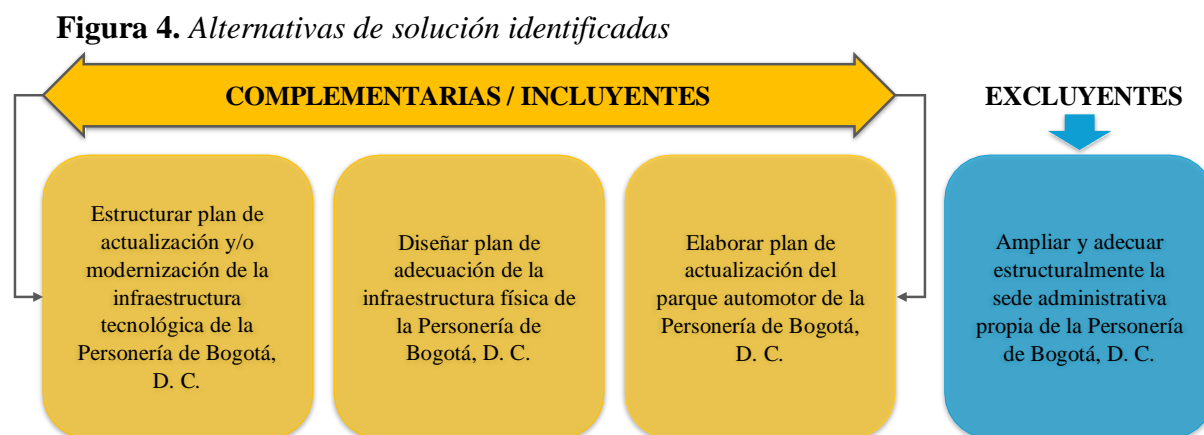 Figura 4. Alternativas de solución identificadas
COMPLEMENTARIAS / INCLUYENTES
EXCLUYENTES
Estructurar plan de
actualización y/o
modernización de la
infraestructura
tecnológica de la
Personería de Bogotá,
D. C.
Diseñar plan de
adecuación de la
infraestructura física de
la Personería de
Bogotá, D. C.
Elaborar plan de
actualización del
parque automotor de la
Personería de Bogotá,
D. C.
Ampliar y adecuar
estructuralmente la
sede administrativa
propia de la Personería
de Bogotá, D. C.